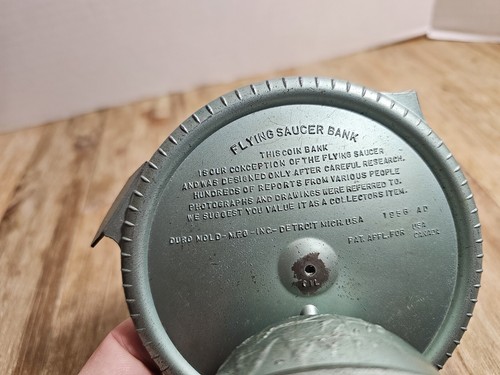 FLYING SAUCER BANK
THIS COIN BANK
IS OUR CONCEPTION OF THE FLYING SAUCER
AND WAS DESIGNED ONLY AFTER CAREFUL RESEARCH.
HUNDREDS OF REPORTS FROM VARIOUS PEOPLE
PHOTOGRAPHS AND DRAWINGS WERE REFERRED TO.
WE SUGGEST YOU VALUE IT AS A COLLECTORS ITEM.
DURO MOLD-MFG-INC-DETROIT MICH. USA 1956 AD
PAT. APPL. FOR USA
CANADA
OIL